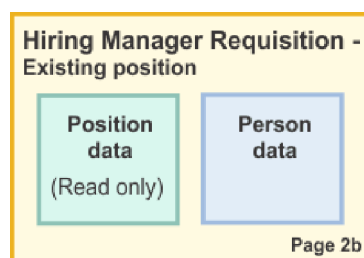 Hiring Manager Requisition -
Existing position
Position
data
(Read only)
Person
data
Page 2b